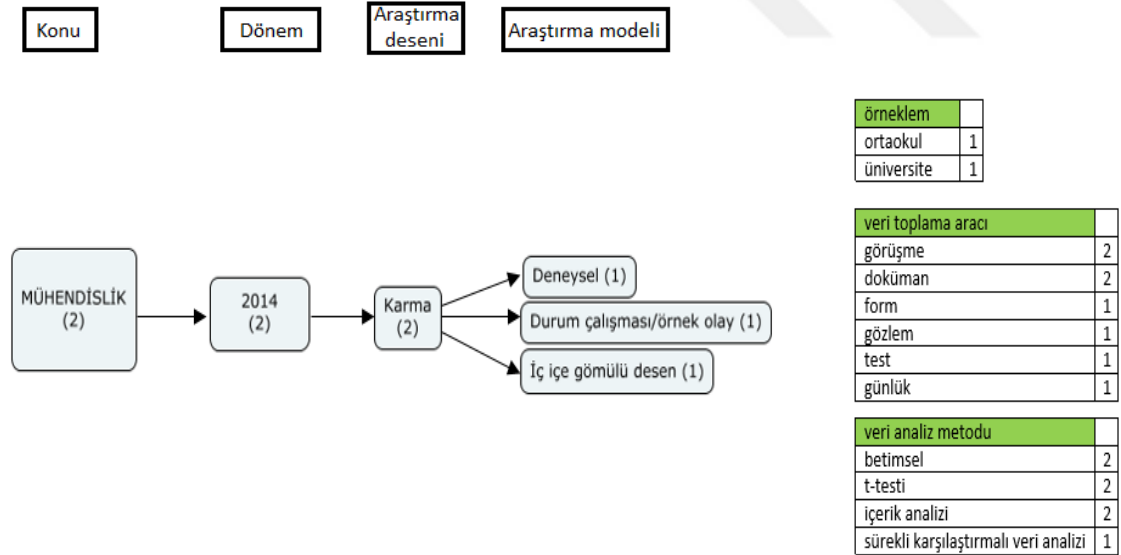 Konu
Dönem
Araştırma
deseni
Araştırma modeli
MÜHENDİSLİK
(2)
2014
(2)
Karma
(2)
Deneysel (1)
Durum çalışması/örnek olay (1)
İç içe gömülü desen (1)
örneklem
ortaokul 1
üniversite 1
veri toplama aracı
görüşme 2
doküman 2
form 1
gözlem 1
test 1
günlük 1
veri analiz metodu
betimsel 2
t-testi 2
içerik analizi 2
sürekli karşılaştırmalı veri analizi 1